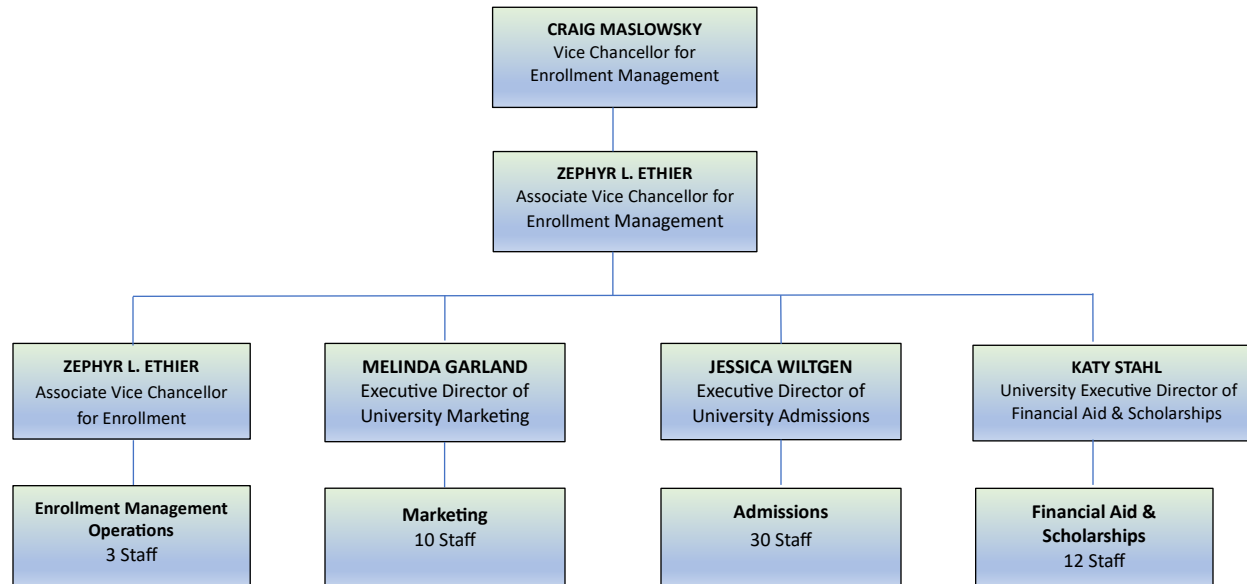 CRAIG MASLOWSKY
Vice Chancellor for
Enrollment Management
ZEPHYR L. ETHIER
Associate Vice Chancellor for
Enrollment Management
ZEPHYR L. ETHIER
Associate Vice Chancellor
for Enrollment
MELINDA GARLAND
Executive Director of
University Marketing
JESSICA WILTGEN
Executive Director of
University Admissions
KATY STAHL
University Executive Director of
Financial Aid & Scholarships
Enrollment Management
Operations
3 Staff
Marketing
10 Staff
Admissions
30 Staff
Financial Aid &
Scholarships
12 Staff